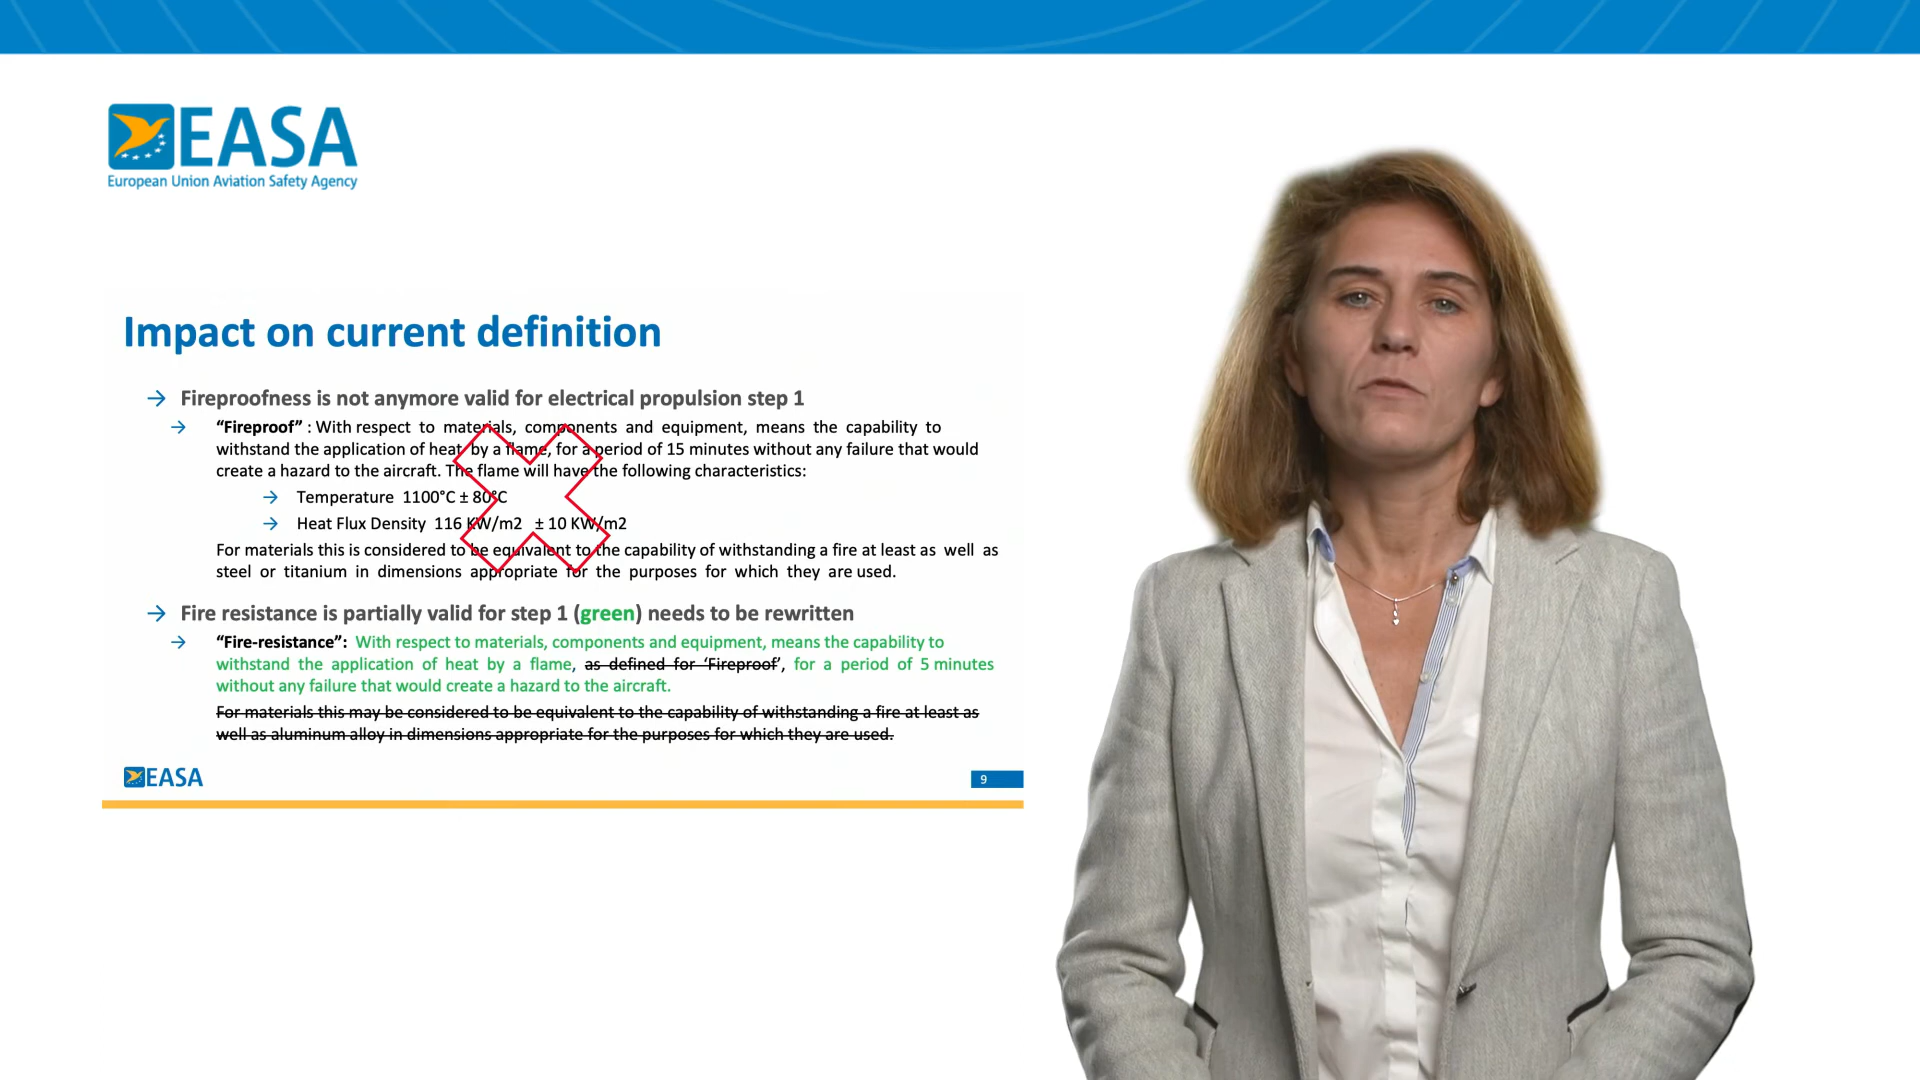 EASA
European Union Aviation Safety Agency
Impact on current definition
→ Fireproofness is not anymore valid for electrical propulsion step 1
→ “Fireproof” : With respect to materials, components and equipment, means the capability to
withstand the application of heat by a flame, for a period of 15 minutes without any failure that would
create a hazard to the aircraft. The flame will have the following characteristics:
→ Temperature 1100°C ± 80°C
→ Heat Flux Density 116 KW/m2 ± 10 KW/m2
For materials this is considered to be equivalent to the capability of withstanding a fire at least as well as
steel or titanium in dimensions appropriate for the purposes for which they are used.
→ Fire resistance is partially valid for step 1 (green) needs to be rewritten
→ “Fire-resistance”: With respect to materials, components and equipment, means the capability to
withstand the application of heat by a flame, as defined for ‘Fireproof’, for a period of 5 minutes
without any failure that would create a hazard to the aircraft.
For materials this may be considered to be equivalent to the capability of withstanding a fire at least as
well as aluminum alloy in dimensions appropriate for the purposes for which they are used.
EASA
9